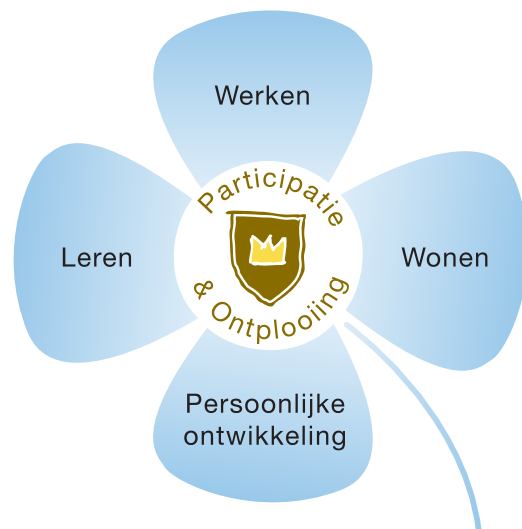 Werken
Participatie
Leren
Wonen
& Ontplooiing
Persoonlijke
ontwikkeling